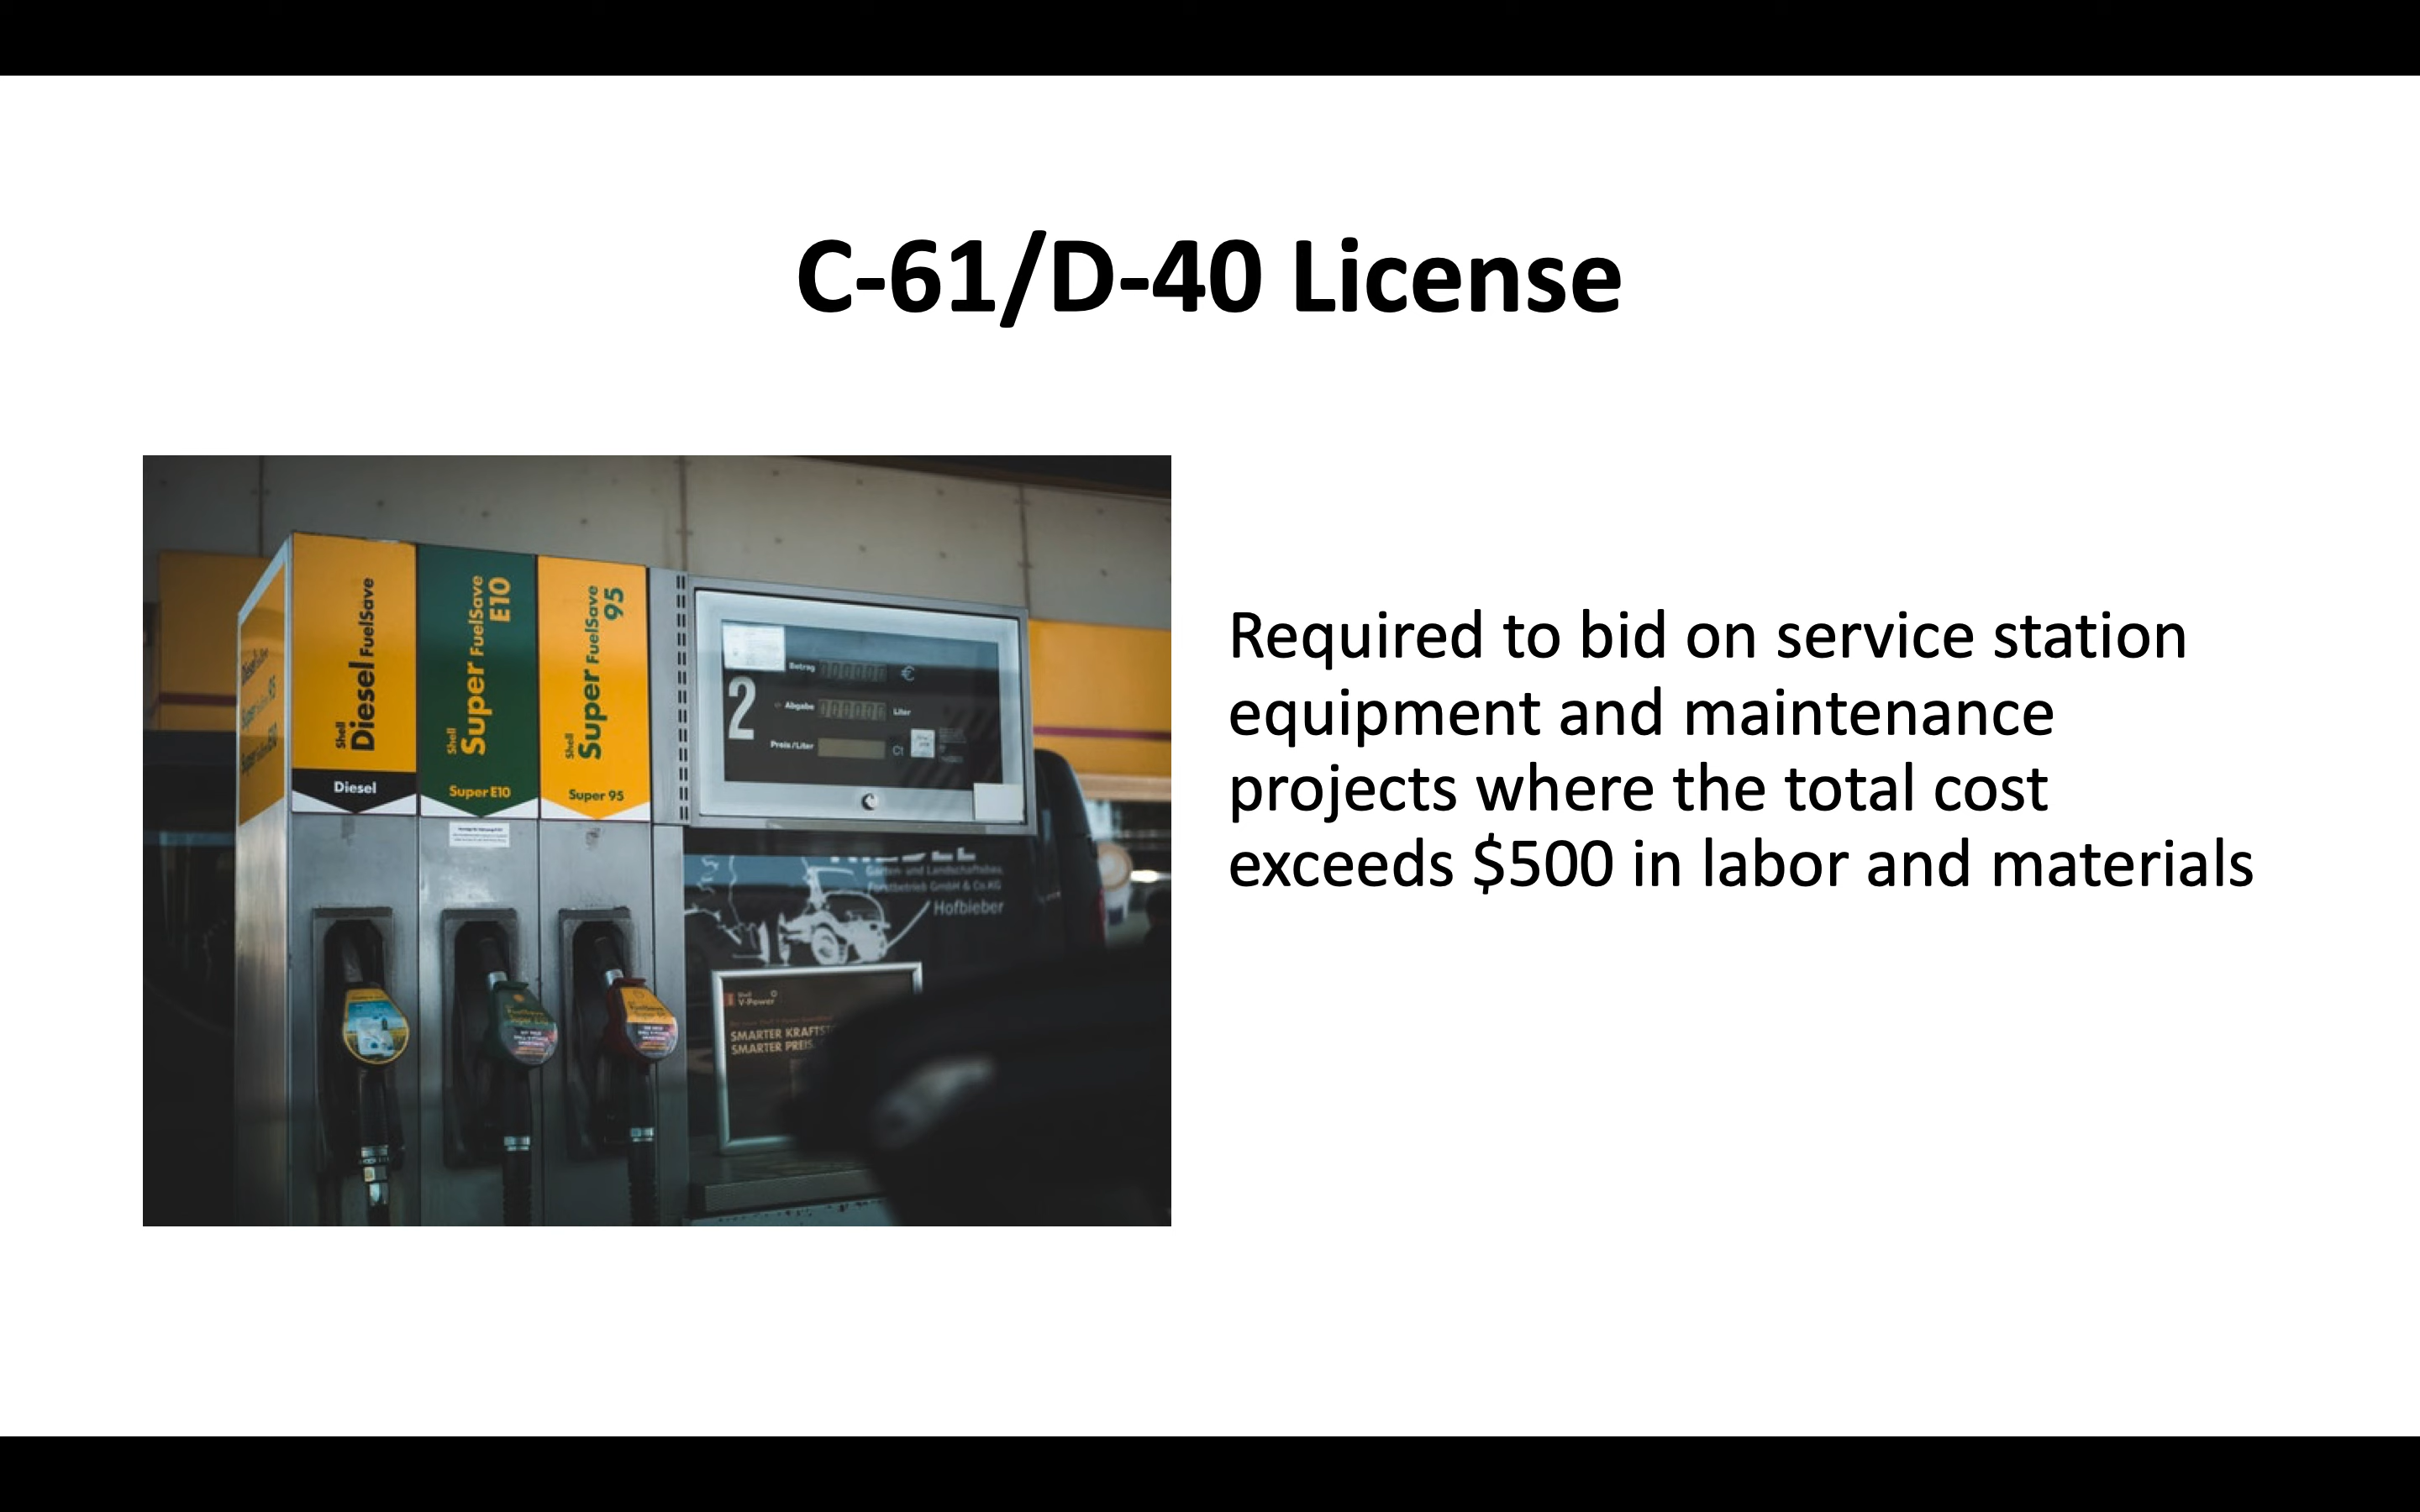 C-61/D-40 License
Required to bid on service station
equipment and maintenance
projects where the total cost
exceeds $500 in labor and materials
Shell
Diesel FuelSave
Diesel
Shell
Super FuelSave
E10
Super E10
Shell
Super FuelSave
95
Super 95
2
Betrag
€
Abgabe
Liter
Preis/Liter
Ct
Garten- und Landschaftsbau,
Forstbetrieb GmbH & Co.KG
Hofbieber
Shell
V-Power
SMARTER
SMARTER PREIS.